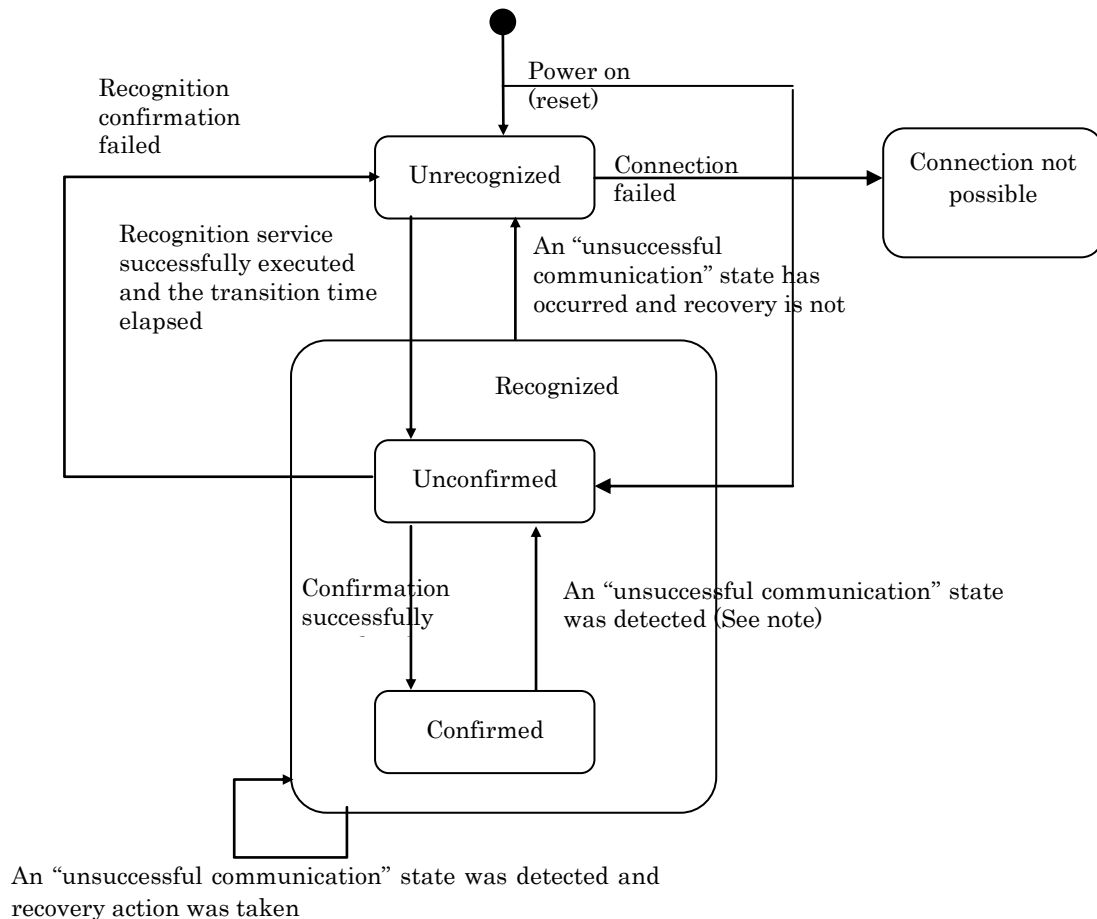 Power on
(reset)
Recognition
confirmation
failed
Unrecognized
Connection
failed
Connection not
possible
Recognition service
successfully executed
and the transition time
elapsed
An “unsuccessful
communication” state has
occurred and recovery is not
Recognized
Unconfirmed
Confirmation
successfully
An “unsuccessful communication” state
was detected (See note)
Confirmed
An “unsuccessful communication” state was detected and
recovery action was taken